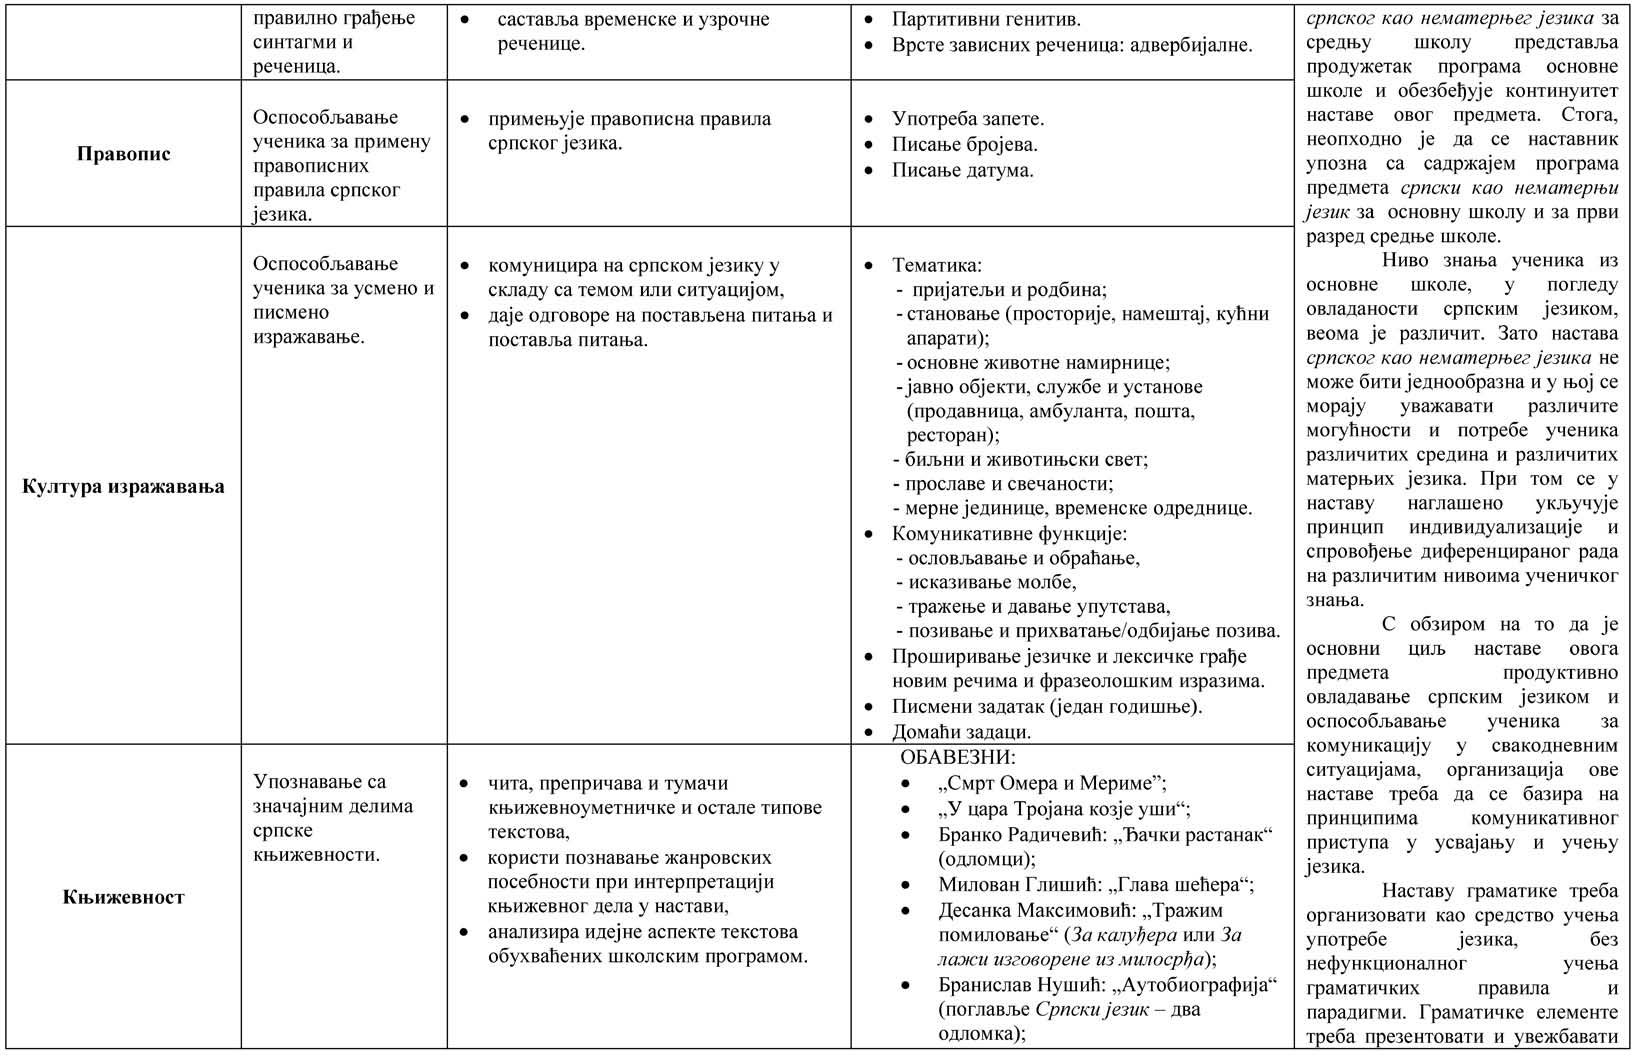 правилно грађење
синтагми и
реченица.
• саставља временске и узрочне
реченице.
• Партитивни генитив.
• Врсте зависних реченица: адвербијалне.
Правопис
Оспособљавање
ученика за примену
правописних
правила српског
језика.
• примењује правописна правила
српског језика.
• Употреба запете.
• Писање бројева.
• Писање датума.
Култура изражавања
Оспособљавање
ученика за усмено и
писмено
изражавање.
• комуницира на српском језику у
складу са темом или ситуацијом,
• даје одговоре на постављена питања и
поставља питања.
• Тематика:
- пријатељи и родбина;
- становање (просторије, намештај, кућни
апарати);
- основне животне намирнице;
- јавно објекти, службе и установе
(продавница, амбуланта, пошта,
ресторан);
- биљни и животињски свет;
- прославе и свечаности;
- мерне јединице, временске одреднице.
• Комуникативне функције:
- ословљавање и обраћање,
- исказивање молбе,
- тражење и давање упутстава,
- позивање и прихватање/одбијање позива.
• Проширивање језичке и лексичке грађе
новим речима и фразеолошким изразима.
• Писмени задатак (један годишње).
• Домаћи задаци.
Књижевност
Упознавање са
значајним делима
српске
књижевности.
• чита, препричава и тумачи
књижевноуметничке и остале типове
текстова,
• користи познавање жанровских
посебности при интерпретацији
књижевног дела у настави,
• анализира идејне аспекте текстова
обухваћених школским програмом.
ОБАВЕЗНИ:
• „Смрт Омера и Мериме”;
• „У цара Тројана козје уши“;
• Бранко Радичевић: „Ђачки растанак“
(одломци);
• Милован Глишић: „Глава шећера“;
• Десанка Максимовић: „Тражим
помиловање“ (За калуђера или За
лажи изговорене из милосрђа);
• Бранислав Нушић: „Аутобиографија“
(поглавље Српски језик – два
одломка);
српског као нематерњег језика за
средњу школу представља
продужетак програма основне
школе и обезбеђује континуитет
наставе овог предмета. Стога,
неопходно је да се наставник
упозна са садржајем програма
предмета српски као нематерњи
језик за основну школу и за први
разред средње школе.
Ниво знања ученика из
основне школе, у погледу
овладаности српским језиком,
веома је различит. Зато настава
српског као нематерњег језика не
може бити једнообразна и у њој се
морају уважавати различите
могућности и потребе ученика
различитих средина и различитих
матерњих језика. При том се у
наставу наглашено укључује
принцип индивидуализације и
спровођење диференцираног рада
на различитим нивоима ученичког
знања.
С обзиром на то да је
основни циљ наставе овога
предмета продуктивно
овладавање српским језиком и
оспособљавање ученика за
комуникацију у свакодневним
ситуацијама, организација ове
наставе треба да се базира на
принципима комуникативног
приступа у усвајању и учењу
језика.
Наставу граматике треба
организовати као средство учења
употребе језика, без
нефункционалног учења
граматичких правила и
парадигми. Граматичке елементе
треба презентовати и увежбавати